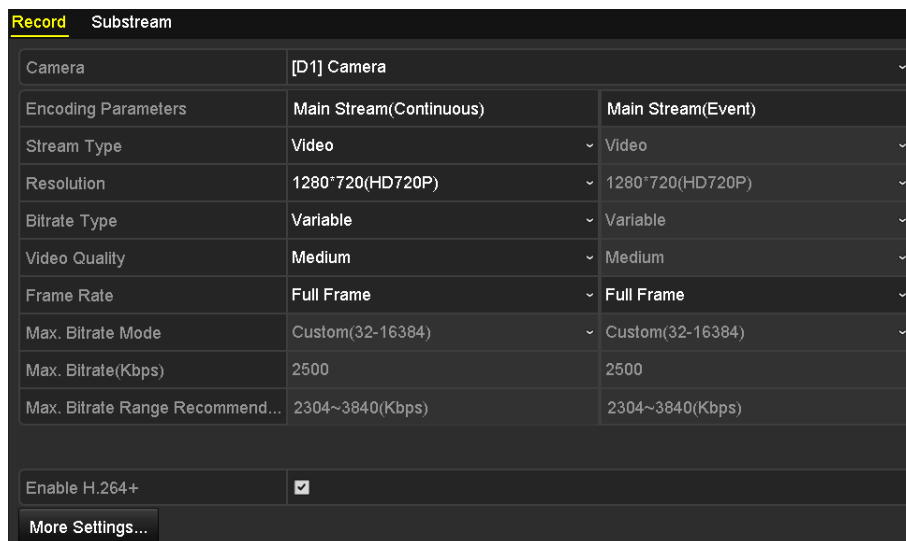 Record Substream
Camera [D1] Camera
Encoding Parameters Main Stream(Continuous) Main Stream(Event)
Stream Type Video Video
Resolution 1280*720(HD720P) 1280*720(HD720P)
Bitrate Type Variable Variable
Video Quality Medium Medium
Frame Rate Full Frame Full Frame
Max. Bitrate Mode Custom(32-16384) Custom(32-16384)
Max. Bitrate(Kbps) 2500 2500
Max. Bitrate Range Recommend... 2304~3840(Kbps) 2304~3840(Kbps)
Enable H.264+
More Settings...